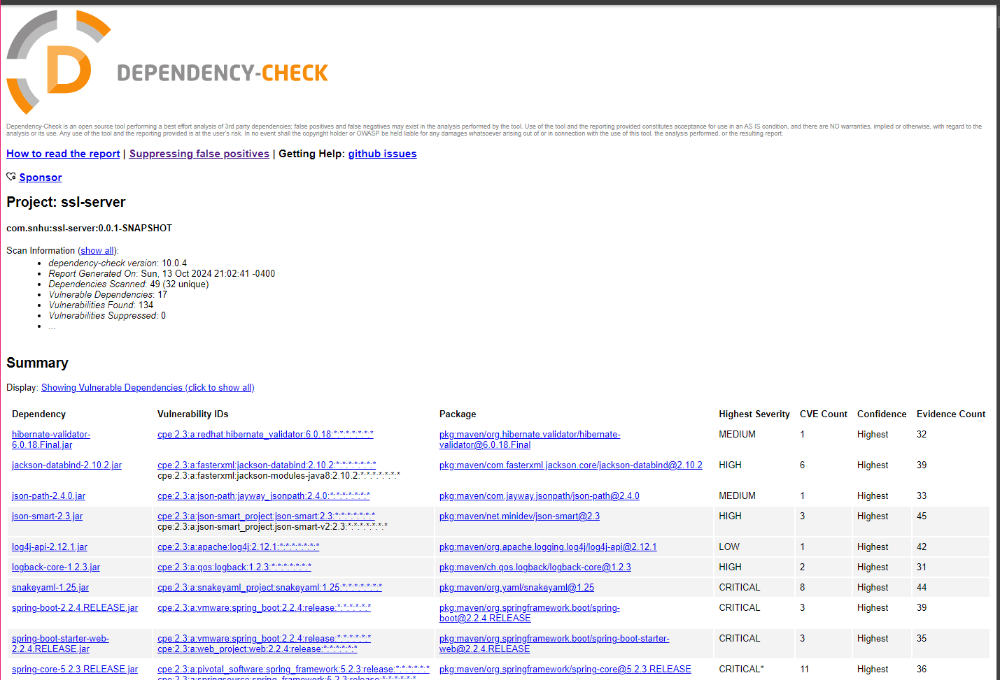 D
DEPENDENCY-CHECK
Dependency-Check is an open source tool performing a best effort analysis of 3rd party dependencies; false positives and false negatives may exist in the analysis performed by the tool. Use of the tool and the reporting provided constitutes acceptance for use in an AS IS condition, and there are NO warranties, implied or otherwise, with regard to the
analysis or its use. Any use of the tool and the reporting provided is at the user's risk. In no event shall the copyright holder or OWASP be held liable for any damages whatsoever arising out of or in connection with the use of this tool, the analysis performed, or the resulting report.
How to read the report | Suppressing false positives | Getting Help: github issues
Sponsor
Project: ssl-server
com.snhu:ssl-server:0.0.1-SNAPSHOT
Scan Information (show all):
• dependency-check version: 10.0.4
• Report Generated On: Sun, 13 Oct 2024 21:02:41 -0400
• Dependencies Scanned: 49 (32 unique)
• Vulnerable Dependencies: 17
• Vulnerabilities Found: 134
• Vulnerabilities Suppressed: 0
• ...
Summary
Display: Showing Vulnerable Dependencies (click to show all)
Dependency Vulnerability IDs Package Highest Severity CVE Count Confidence Evidence Count
hibernate-validator- cpe:2.3:a:redhat:hibernate_validator:6.0.18:*:*:*:*:*:*:* pkg:maven/org.hibernate.validator/hibernate- MEDIUM 1 Highest 32
6.0.18.Final.jar validator@6.0.18.Final
jackson-databind-2.10.2.jar cpe:2.3:a:fasterxml:jackson-databind:2.10.2:*:*:*:*:*:*:* pkg:maven/com.fasterxml.jackson.core/jackson-databind@2.10.2 HIGH 6 Highest 39
cpe:2.3:a:fasterxml:jackson-modules-java8:2.10.2:*:*:*:*:*:*:*
json-path-2.4.0.jar cpe:2.3:a:json-path:jayway_jsonpath:2.4.0:*:*:*:*:*:*:* pkg:maven/com.jayway.jsonpath/json-path@2.4.0 MEDIUM 1 Highest 33
json-smart-2.3.jar cpe:2.3:a:json-smart_project:json-smart:2.3:*:*:*:*:*:*:* pkg:maven/net.minidev/json-smart@2.3 HIGH 3 Highest 45
cpe:2.3:a:json-smart_project:json-smart-v2:2.3:*:*:*:*:*:*:*
log4j-api-2.12.1.jar cpe:2.3:a:apache:log4j:2.12.1:*:*:*:*:*:*:* pkg:maven/org.apache.logging.log4j/log4j-api@2.12.1 LOW 1 Highest 42
logback-core-1.2.3.jar cpe:2.3:a:qos:logback:1.2.3:*:*:*:*:*:*:* pkg:maven/ch.qos.logback/logback-core@1.2.3 HIGH 2 Highest 31
snakeyaml-1.25.jar cpe:2.3:a:snakeyaml_project:snakeyaml:1.25:*:*:*:*:*:*:* pkg:maven/org.yaml/snakeyaml@1.25 CRITICAL 8 Highest 44
spring-boot-2.2.4.RELEASE.jar cpe:2.3:a:vmware:spring_boot:2.2.4:release:*:*:*:*:*:* pkg:maven/org.springframework.boot/spring- CRITICAL 3 Highest 39
boot@2.2.4.RELEASE
spring-boot-starter-web- cpe:2.3:a:vmware:spring_boot:2.2.4:release:*:*:*:*:*:* pkg:maven/org.springframework.boot/spring-boot-starter- CRITICAL 3 Highest 35
2.2.4.RELEASE.jar cpe:2.3:a:web_project:web:2.2.4:release:*:*:*:*:*:* web@2.2.4.RELEASE
spring-core-5.2.3.RELEASE.jar cpe:2.3:a:pivotal_software:spring_framework:5.2.3:release:*:*:*:*:*:* pkg:maven/org.springframework/spring-core@5.2.3.RELEASE CRITICAL* 11 Highest 36
cpe:2.3:a:springsource:spring_framework:5.2.3:release:*:*:*:*:*:*